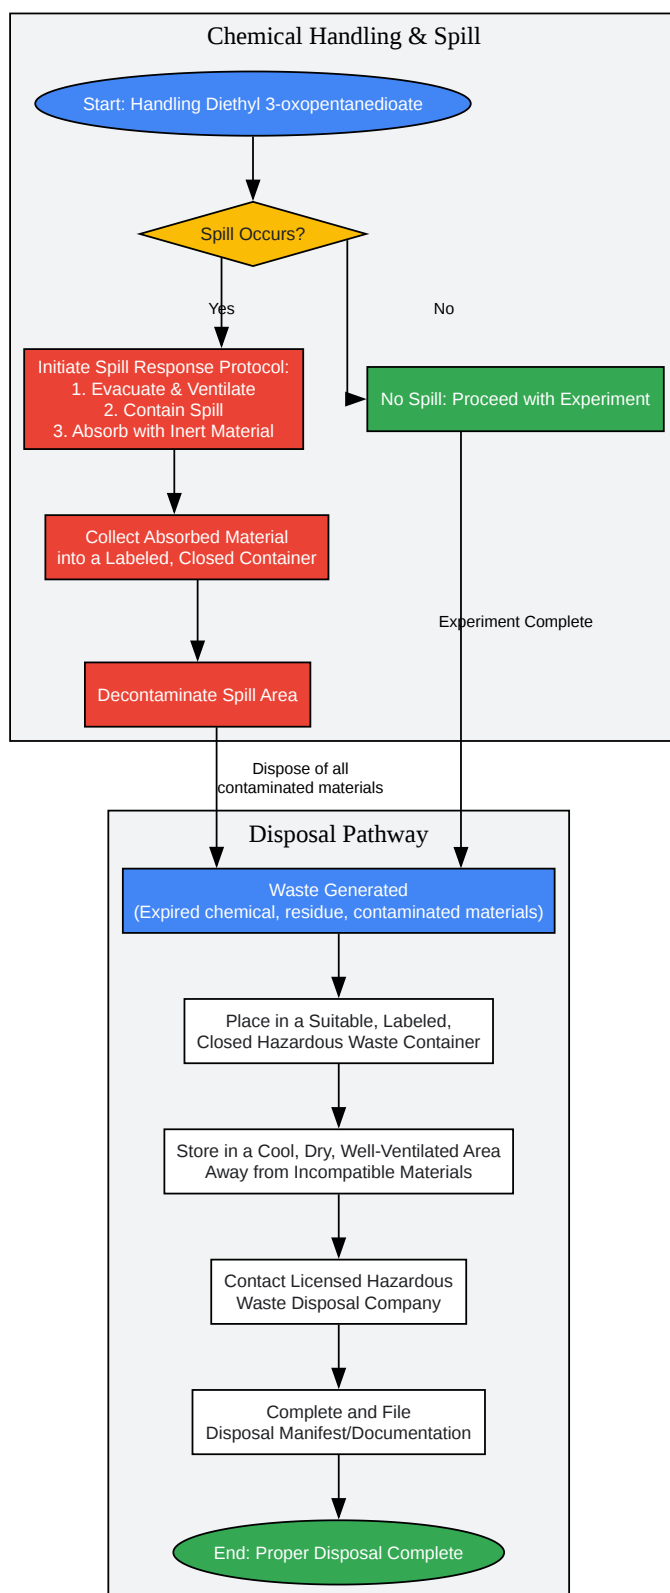 Chemical Handling & Spill
Start: Handling Diethyl 3-oxopentanedioate
Spill Occurs?
Yes
No
Initiate Spill Response Protocol:
1. Evacuate & Ventilate
2. Contain Spill
3. Absorb with Inert Material
No Spill: Proceed with Experiment
Collect Absorbed Material
into a Labeled, Closed Container
Experiment Complete
Decontaminate Spill Area
Dispose of all
contaminated materials
Disposal Pathway
Waste Generated
(Expired chemical, residue, contaminated materials)
Place in a Suitable, Labeled,
Closed Hazardous Waste Container
Store in a Cool, Dry, Well-Ventilated Area
Away from Incompatible Materials
Contact Licensed Hazardous
Waste Disposal Company
Complete and File
Disposal Manifest/Documentation
End: Proper Disposal Complete